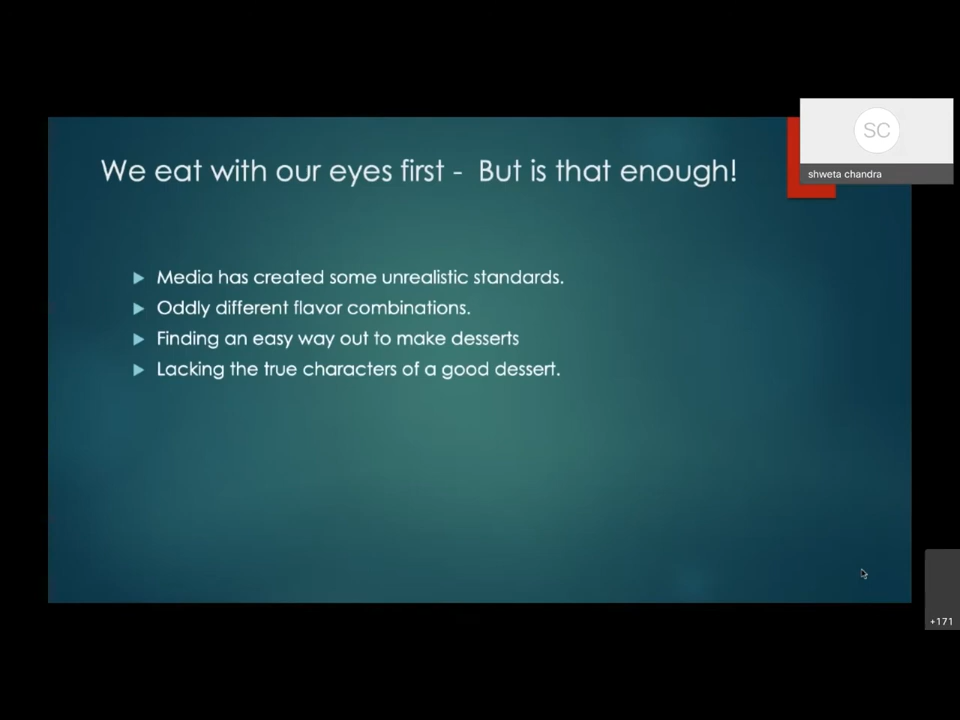 We eat with our eyes first - But is that enough!
SC
shweta chandra
Media has created some unrealistic standards.
Oddly different flavor combinations.
Finding an easy way out to make desserts
Lacking the true characters of a good dessert.
+171